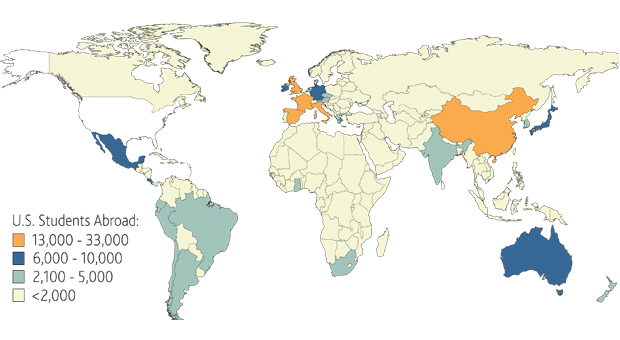 U.S. Students Abroad:
13,000 - 33,000
6,000 - 10,000
2,100 - 5,000
<2,000